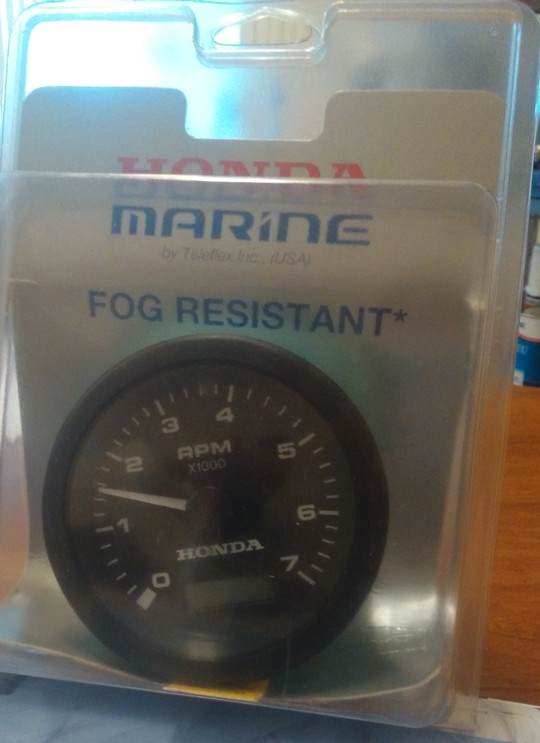 HONDA
MARINE
by Teleflex Inc., (USA)
FOG RESISTANT*
3 4
RPM
2 5
X1000
1 6
HONDA
0 7